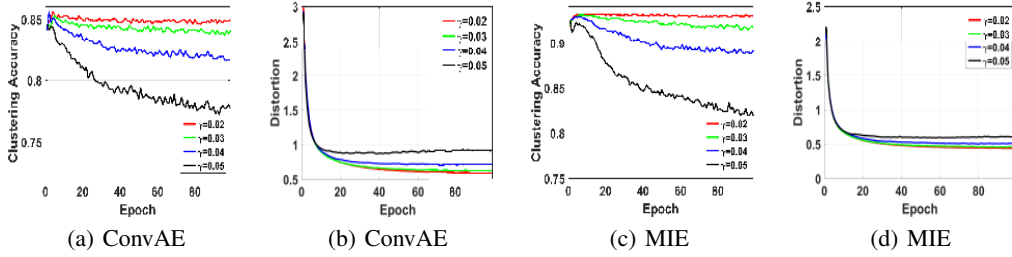 Clustering Accuracy
0.85
0.8
0.75
γ=0.02
γ=0.03
γ=0.04
γ=0.05
0 20 40 60 80
Epoch
(a) ConvAE
Distortion
3
2.5
2
1.5
1
0.5
γ=0.02
γ=0.03
γ=0.04
γ=0.05
0 20 40 60 80
Epoch
(b) ConvAE
Clustering Accuracy
0.9
0.85
0.8
0.75
γ=0.02
γ=0.03
γ=0.04
γ=0.05
0 20 40 60 80
Epoch
(c) MIE
Distortion
2.5
2
1.5
1
0.5
0
γ=0.02
γ=0.03
γ=0.04
γ=0.05
0 20 40 60 80
Epoch
(d) MIE